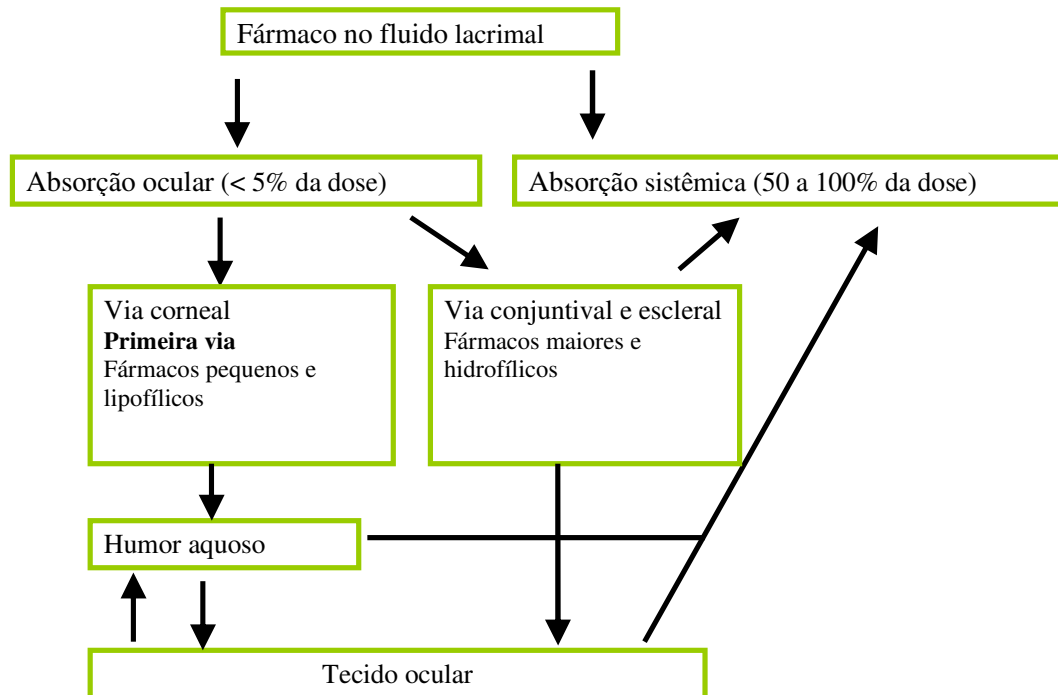 Fármaco no fluido lacrimal
Absorção ocular (< 5% da dose)
Absorção sistêmica (50 a 100% da dose)
Via corneal
Primeira via
Fármacos pequenos e
lipofílicos
Via conjuntival e escleral
Fármacos maiores e
hidrofílicos
Humor aquoso
Tecido ocular